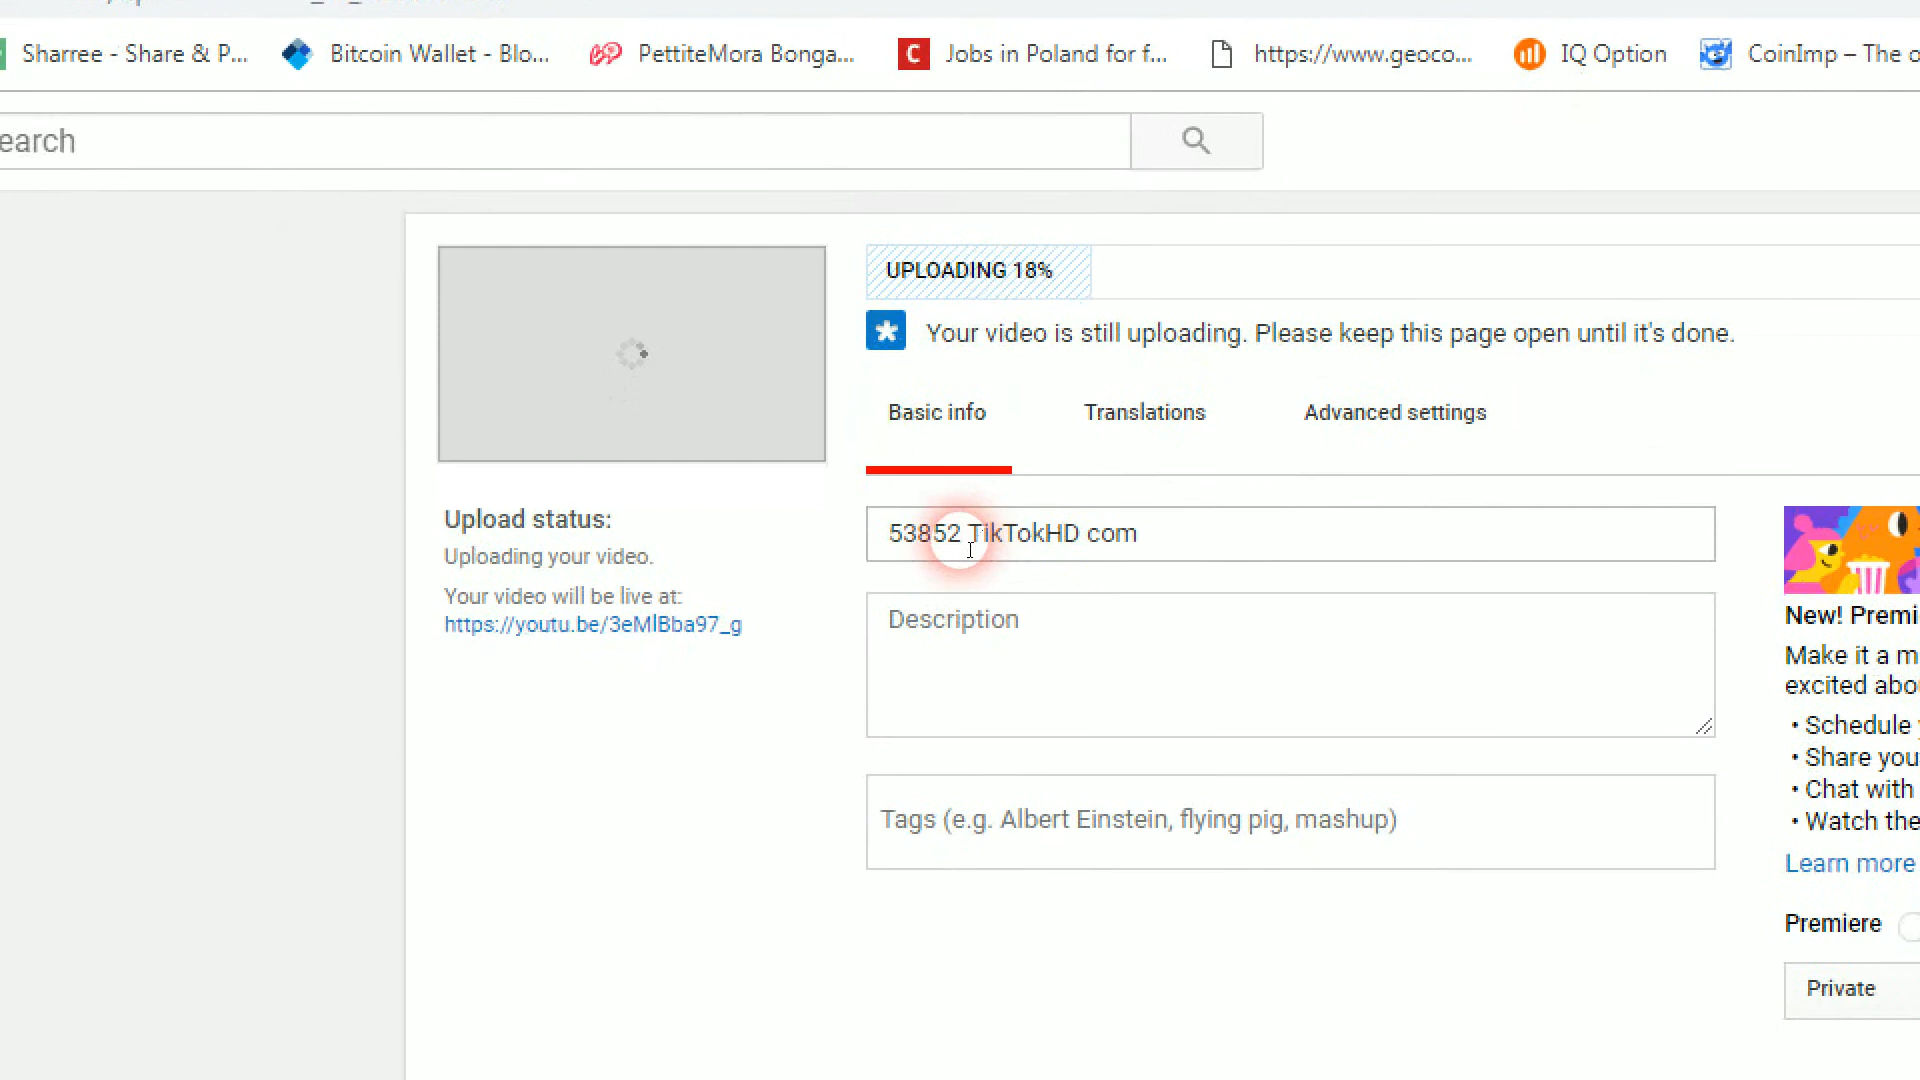 Sharree - Share & P... Bitcoin Wallet - Blo... PettiteMora Bonga... Jobs in Poland for f... https://www.geoco... IQ Option CoinImp – The o
earch
UPLOADING 18%
Your video is still uploading. Please keep this page open until it's done.
Basic info Translations Advanced settings
Upload status:
Uploading your video.
Your video will be live at:
https://youtu.be/3eMlBba97_g
53852 TikTokHD com
Description
Tags (e.g. Albert Einstein, flying pig, mashup)
New! Premi
Make it a m
excited abo
• Schedule
• Share you
• Chat with
• Watch the
Learn more
Premiere
Private